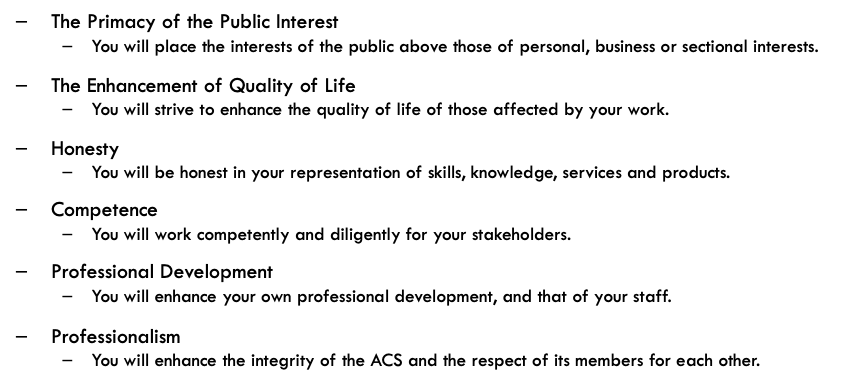 – The Primacy of the Public Interest
– You will place the interests of the public above those of personal, business or sectional interests.
– The Enhancement of Quality of Life
– You will strive to enhance the quality of life of those affected by your work.
– Honesty
– You will be honest in your representation of skills, knowledge, services and products.
– Competence
– You will work competently and diligently for your stakeholders.
– Professional Development
– You will enhance your own professional development, and that of your staff.
– Professionalism
– You will enhance the integrity of the ACS and the respect of its members for each other.